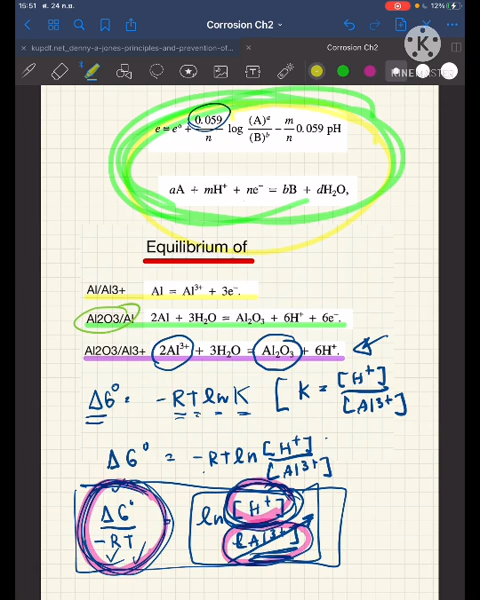 15:51 ส. 24 ก.ย.
12%
Corrosion Ch2
kupdf.net_denny-a-jones-principles-and-prevention-of...
Corrosion Ch2
K
KINEMASTER
e = e° + 0.059/n log (A)ᵃ/(B)ᵇ − m/n 0.059 pH
aA + mH⁺ + ne⁻ = bB + dH₂O,
Equilibrium of
Al/Al3+ Al = Al³⁺ + 3e⁻.
Al2O3/Al 2Al + 3H₂O = Al₂O₃ + 6H⁺ + 6e⁻.
Al2O3/Al3+ 2Al³⁺ + 3H₂O = Al₂O₃ + 6H⁺.
ΔG° = -RT ln K [ K = [H⁺]/[Al3+]
ΔG° = -RT ln [H⁺]/[Al3+]
ΔG°/-RT ln [H⁺]/[Al3+]